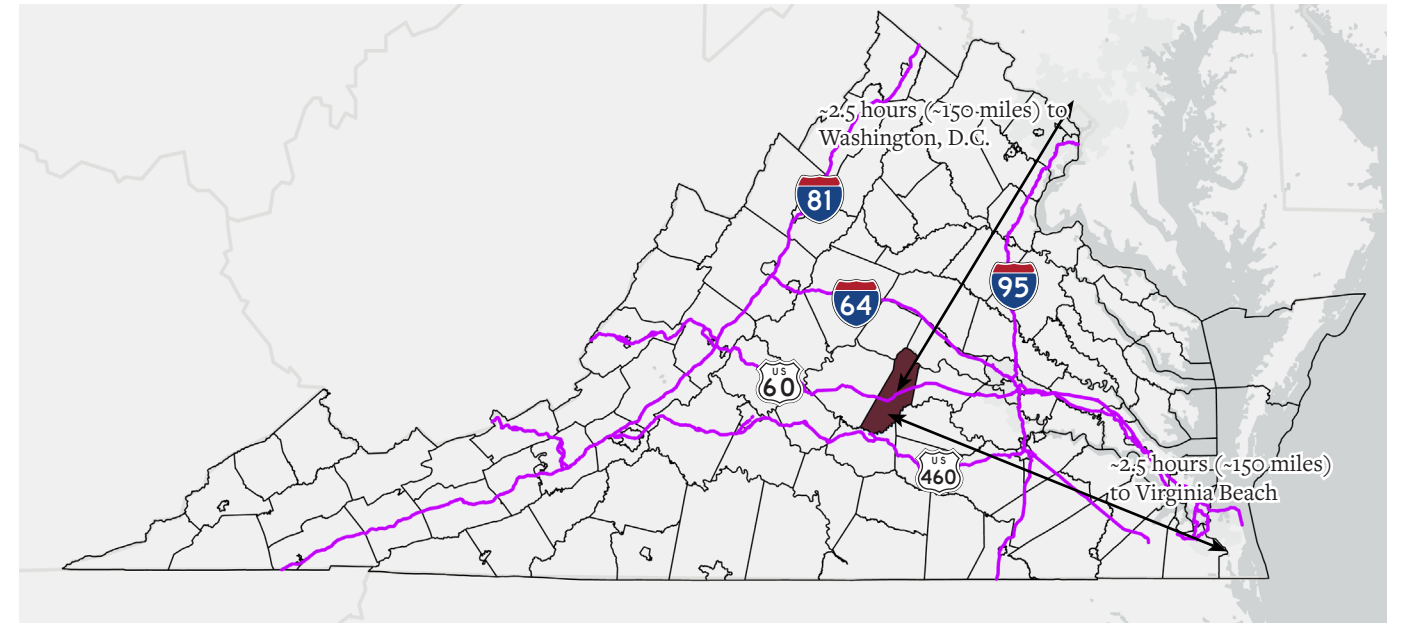 ~2.5 hours (~150 miles) to
Washington, D.C.
81
64
95
US
60
US
460
~2.5 hours (~150 miles)
to Virginia Beach